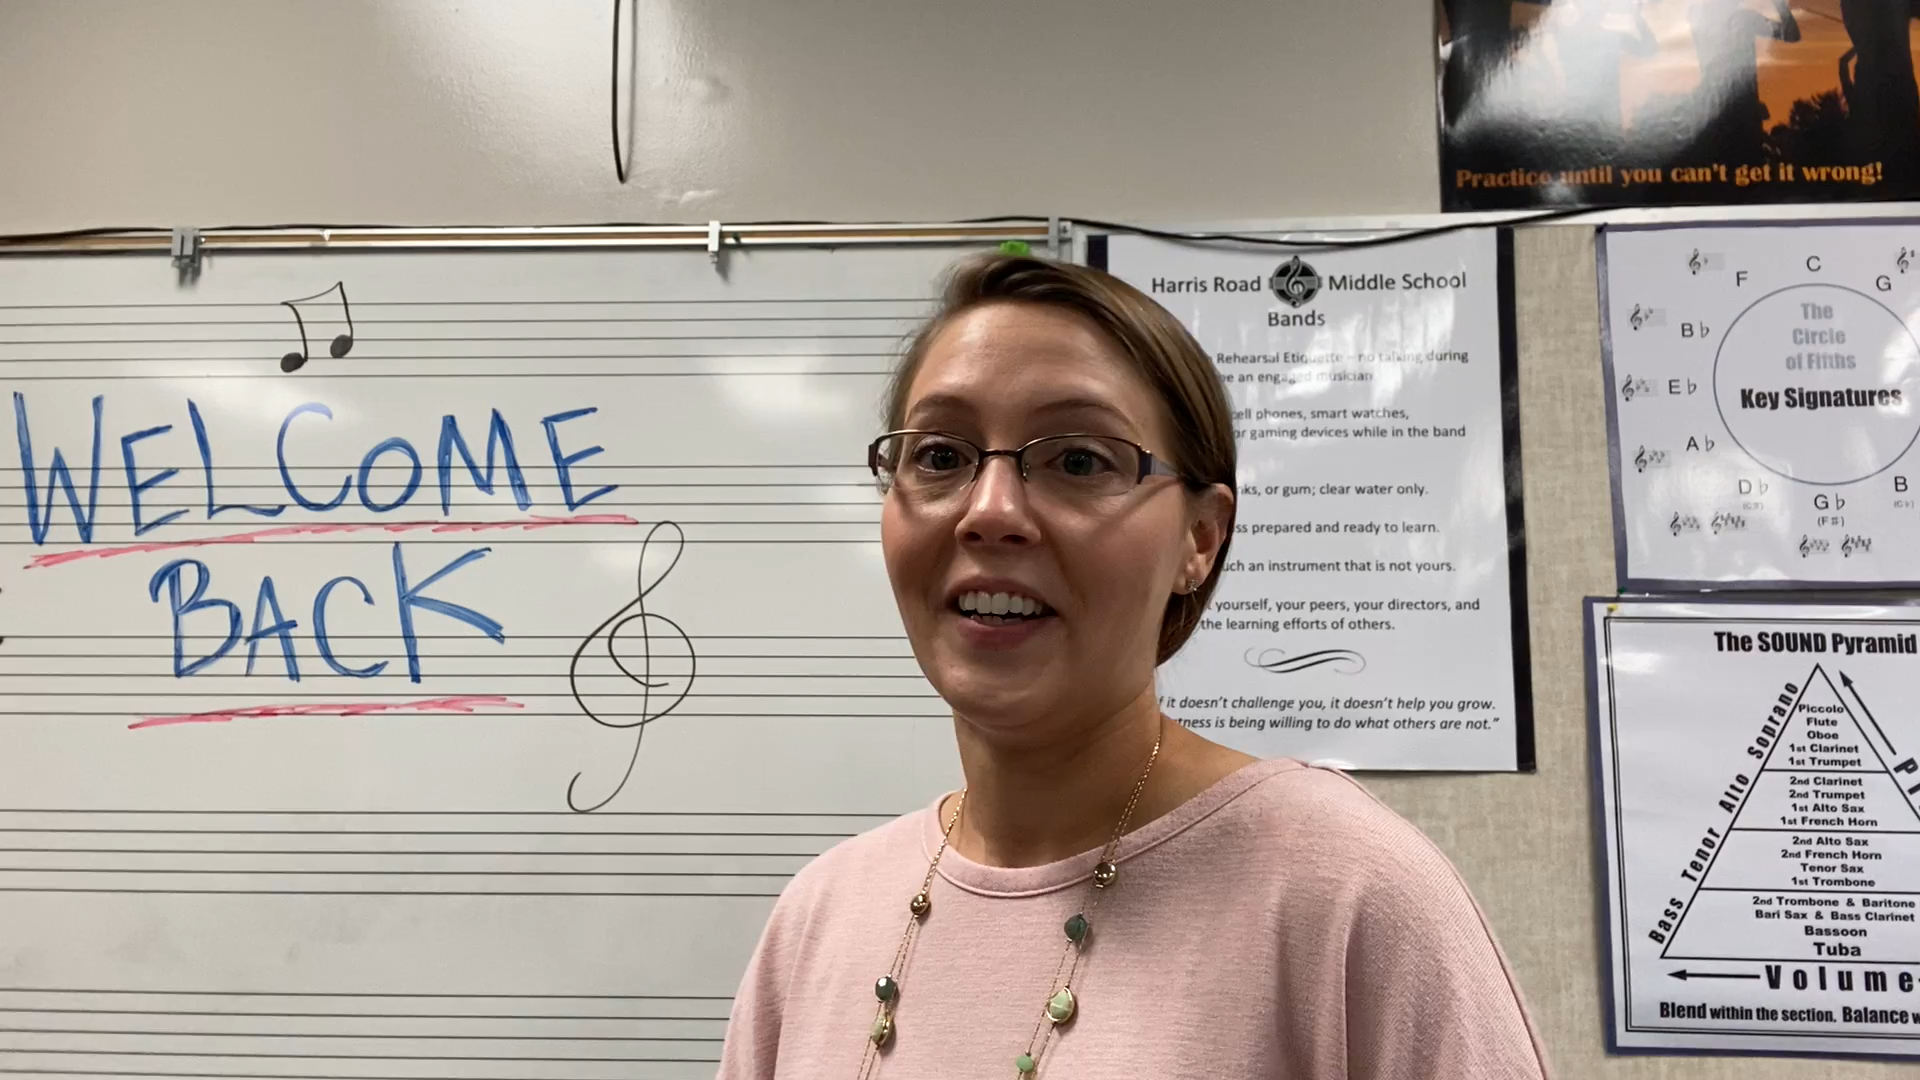 Practice until you can't get it wrong!
WELCOME
BACK
Harris Road Middle School
Bands
Rehearsal Etiquette – no talking during
an engaged musician
cell phones, smart watches,
or gaming devices while in the band
or gum; clear water only.
prepared and ready to learn.
an instrument that is not yours.
yourself, your peers, your directors, and
the learning efforts of others.
it doesn't challenge you, it doesn't help you grow.
is being willing to do what others are not."
C
F
G
B♭
E♭
A♭
D♭
(C#)
G♭
(F#)
B
(C♭)
The
Circle
of Fifths
Key Signatures
The SOUND Pyramid
Bass Tenor Alto Soprano
Piccolo
Flute
Oboe
1st Clarinet
1st Trumpet
2nd Clarinet
2nd Trumpet
1st Alto Sax
1st French Horn
2nd Alto Sax
2nd French Horn
Tenor Sax
1st Trombone
2nd Trombone & Baritone
Bari Sax & Bass Clarinet
Bassoon
Tuba
Volume
Blend within the section. Balance